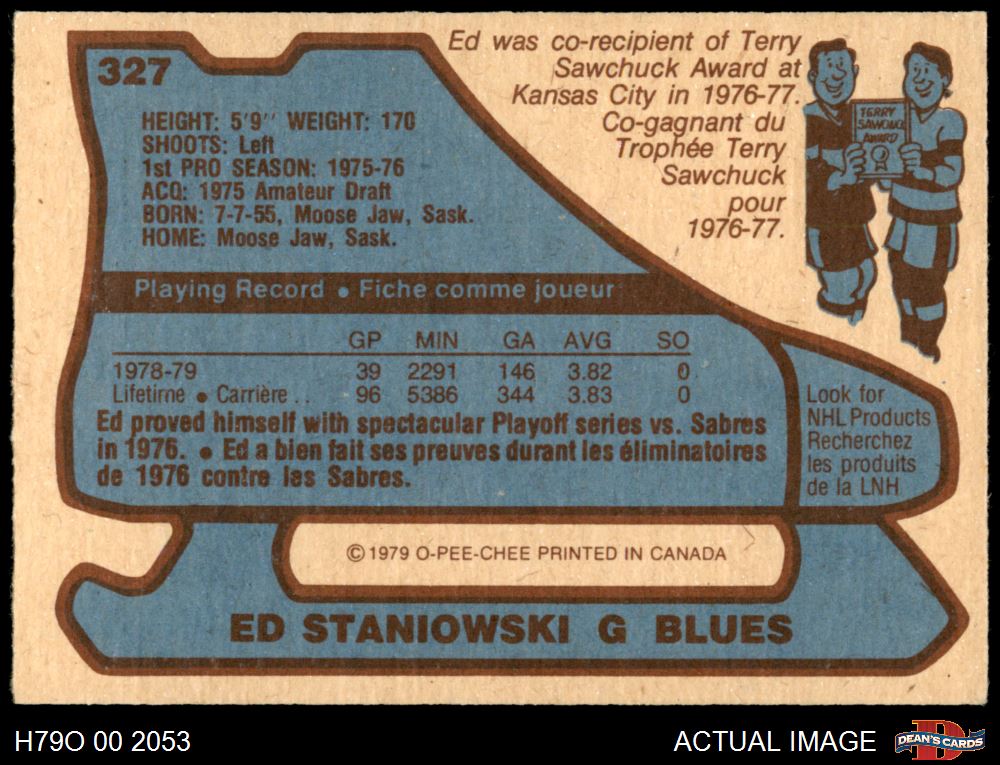 327
Ed was co-recipient of Terry
Sawchuck Award at
Kansas City in 1976-77.
Co-gagnant du
Trophée Terry
Sawchuck
pour
1976-77.
TERRY
SAWCHUK
AWARD
HEIGHT: 5'9" WEIGHT: 170
SHOOTS: Left
1st PRO SEASON: 1975-76
ACQ: 1975 Amateur Draft
BORN: 7-7-55, Moose Jaw, Sask.
HOME: Moose Jaw, Sask.
Playing Record • Fiche comme joueur
GP MIN GA AVG SO
1978-79 39 2291 146 3.82 0
Lifetime • Carrière .. 96 5386 344 3.83 0
Ed proved himself with spectacular Playoff series vs. Sabres
in 1976. • Ed a bien fait ses preuves durant les éliminatoires
de 1976 contre les Sabres.
Look for
NHL Products
Recherchez
les produits
de la LNH
© 1979 O-PEE-CHEE PRINTED IN CANADA
ED STANIOWSKI G BLUES
H79O 00 2053
ACTUAL IMAGE
D
DEAN'S CARDS